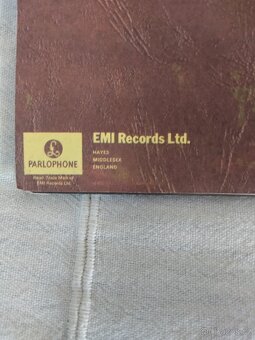 PARLOPHONE
Regd. Trade Mark of
EMI Records Ltd.
EMI Records Ltd.
HAYES
MIDDLESEX
ENGLAND